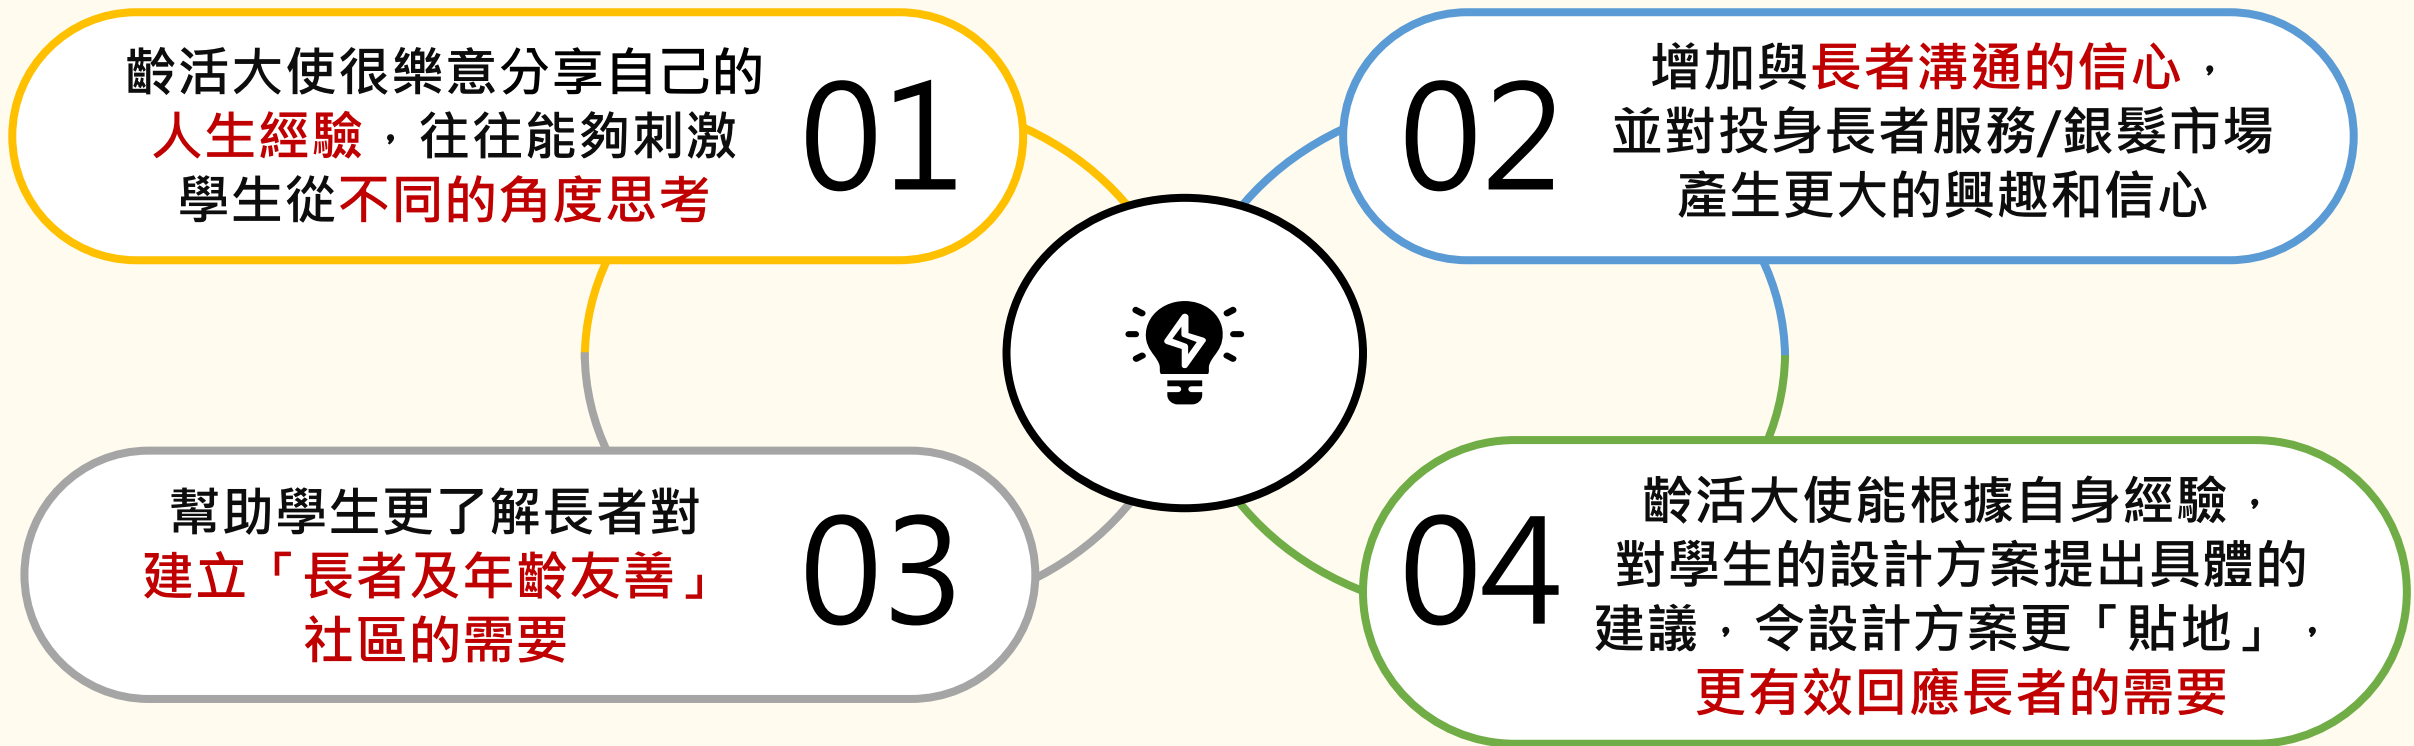 齡活大使很樂意分享自己的
人生經驗，往往能夠刺激
學生從不同的角度思考
01
02
增加與長者溝通的信心，
並對投身長者服務/銀髮市場
產生更大的興趣和信心
幫助學生更了解長者對
建立「長者及年齡友善」
社區的需要
03
04
齡活大使能根據自身經驗，
對學生的設計方案提出具體的
建議，令設計方案更「貼地」，
更有效回應長者的需要